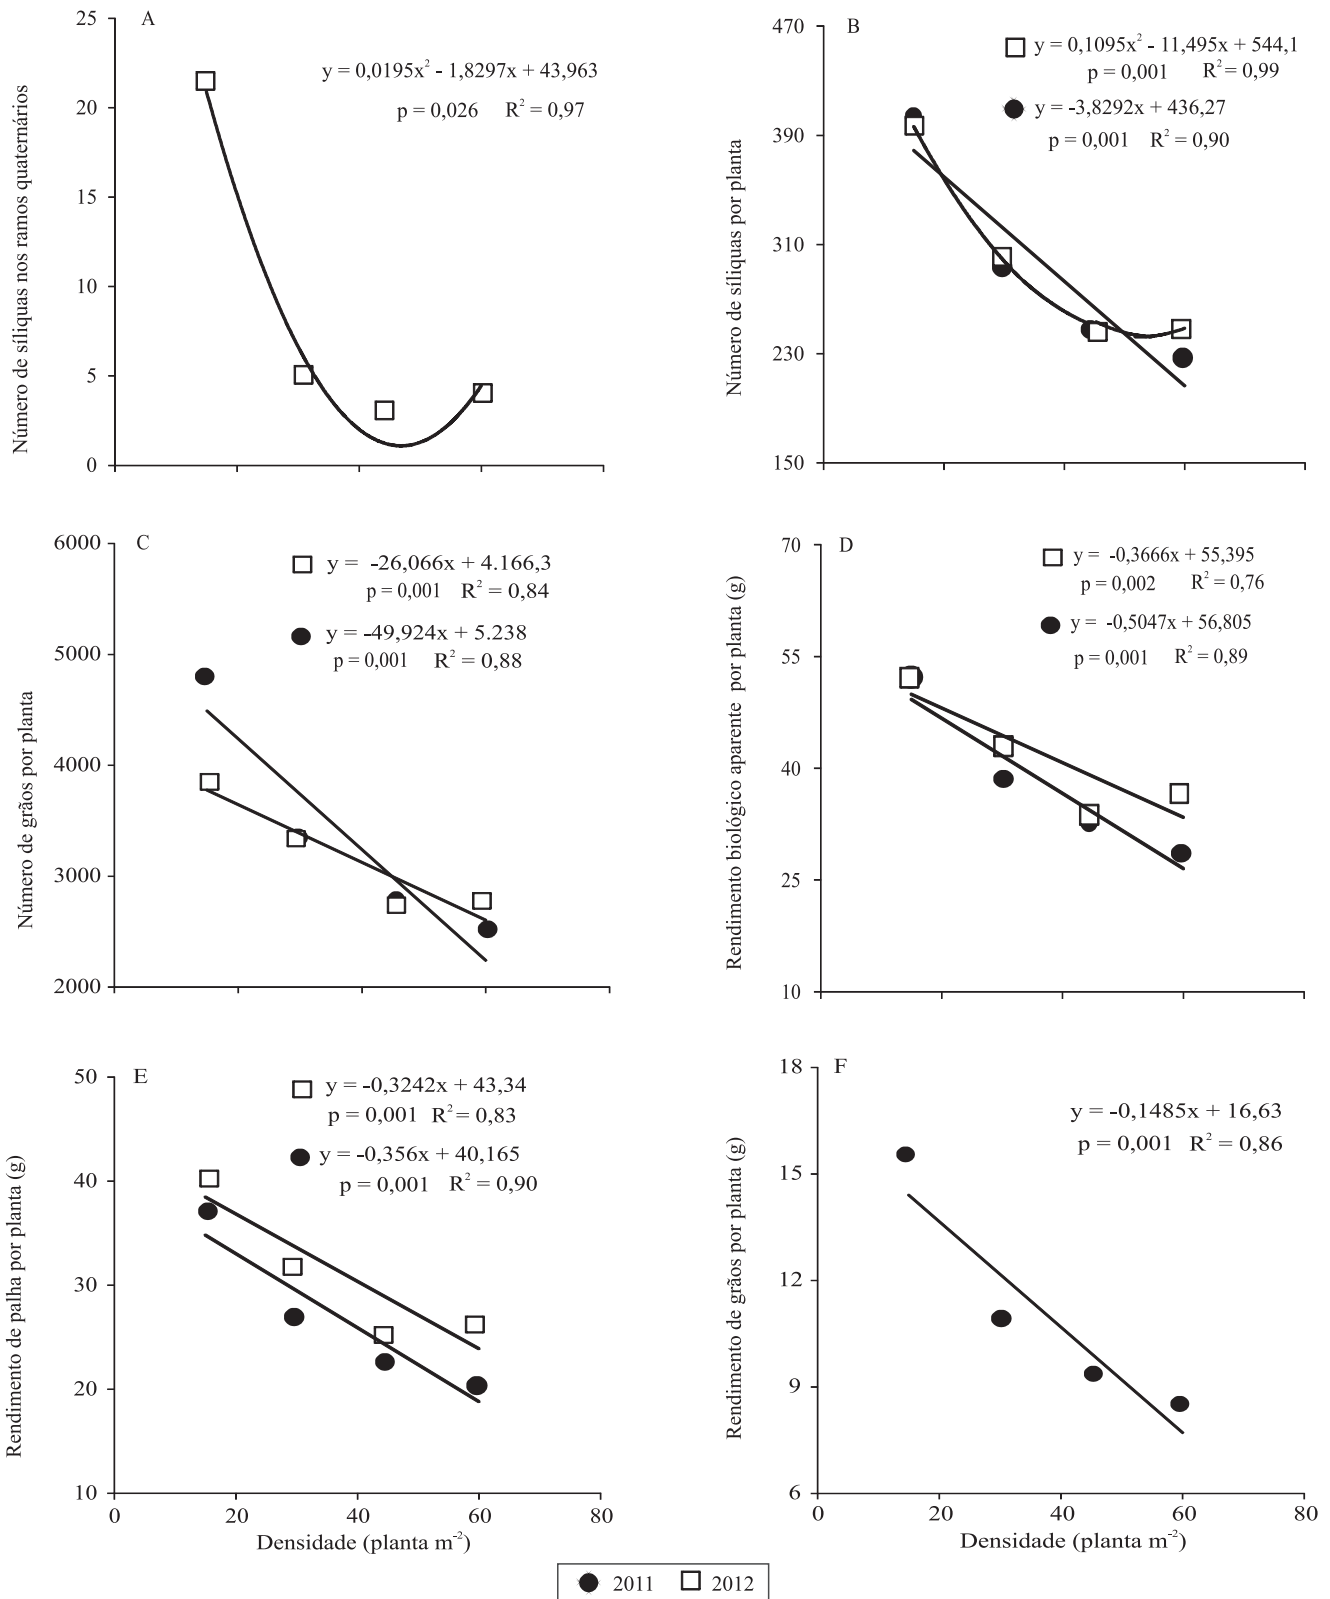 A
25
20
15
10
5
0
Número de síliquas nos ramos quaternários
y = 0,0195x² - 1,8297x + 43,963
p = 0,026 R² = 0,97
B
470
390
310
230
150
Número de síliquas por planta
y = 0,1095x² - 11,495x + 544,1
p = 0,001 R² = 0,99
y = -3,8292x + 436,27
p = 0,001 R² = 0,90
C
6000
5000
4000
3000
2000
Número de grãos por planta
y = -26,066x + 4.166,3
p = 0,001 R² = 0,84
y = -49,924x + 5.238
p = 0,001 R² = 0,88
D
70
55
40
25
10
Rendimento biológico aparente por planta (g)
y = -0,3666x + 55,395
p = 0,002 R² = 0,76
y = -0,5047x + 56,805
p = 0,001 R² = 0,89
E
50
40
30
20
10
Rendimento de palha por planta (g)
y = -0,3242x + 43,34
p = 0,001 R² = 0,83
y = -0,356x + 40,165
p = 0,001 R² = 0,90
0 20 40 60 80
Densidade (planta m⁻²)
F
18
15
12
9
6
Rendimento de grãos por planta (g)
y = -0,1485x + 16,63
p = 0,001 R² = 0,86
0 20 40 60 80
Densidade (planta m⁻²)
2011 2012